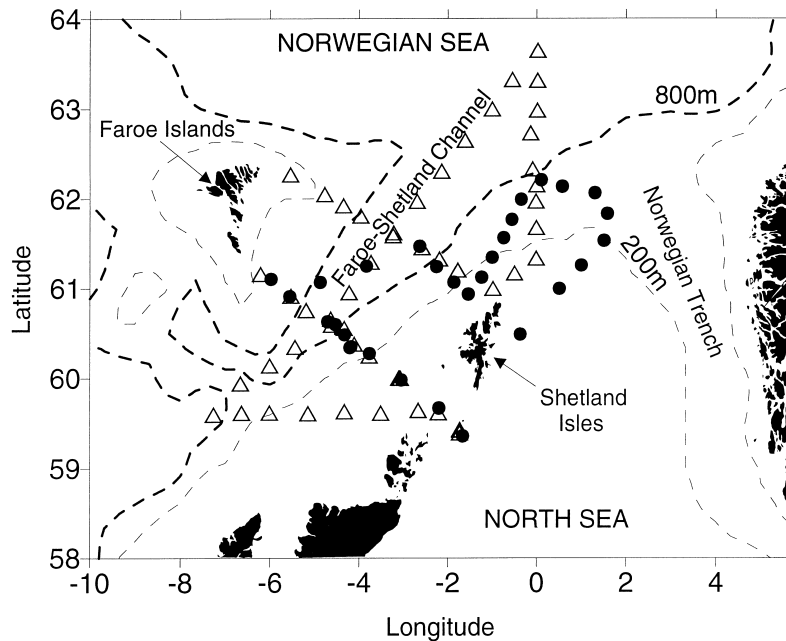 64
NORWEGIAN SEA
63
800m
Faroe Islands
Faroe-Shetland Channel
62
Norwegian Trench
200m
61
Latitude
60
Shetland
Isles
59
NORTH SEA
58
-10
-8
-6
-4
-2
0
2
4
Longitude